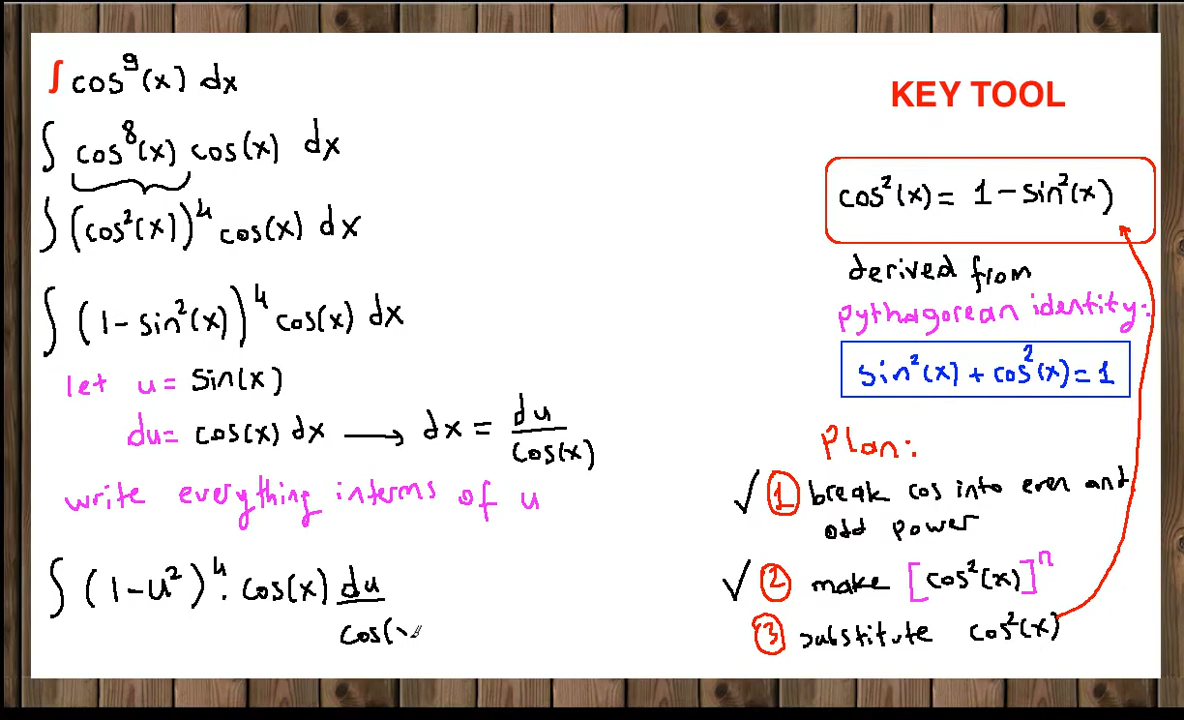 ∫ cos⁹(x) dx
∫ cos⁸(x) cos(x) dx
∫ (cos²(x))⁴ cos(x) dx
∫ (1 - sin²(x))⁴ cos(x) dx
let u = sin(x)
du = cos(x) dx → dx = du / cos(x)
write everything interms of u
∫ (1 - u²)⁴ · cos(x) du / cos(x
KEY TOOL
cos²(x) = 1 - sin²(x)
derived from
pythagorean identity:
sin²(x) + cos²(x) = 1
Plan:
✓ ① break cos into even and
odd power
✓ ② make [cos²(x)]ⁿ
③ substitute cos²(x)